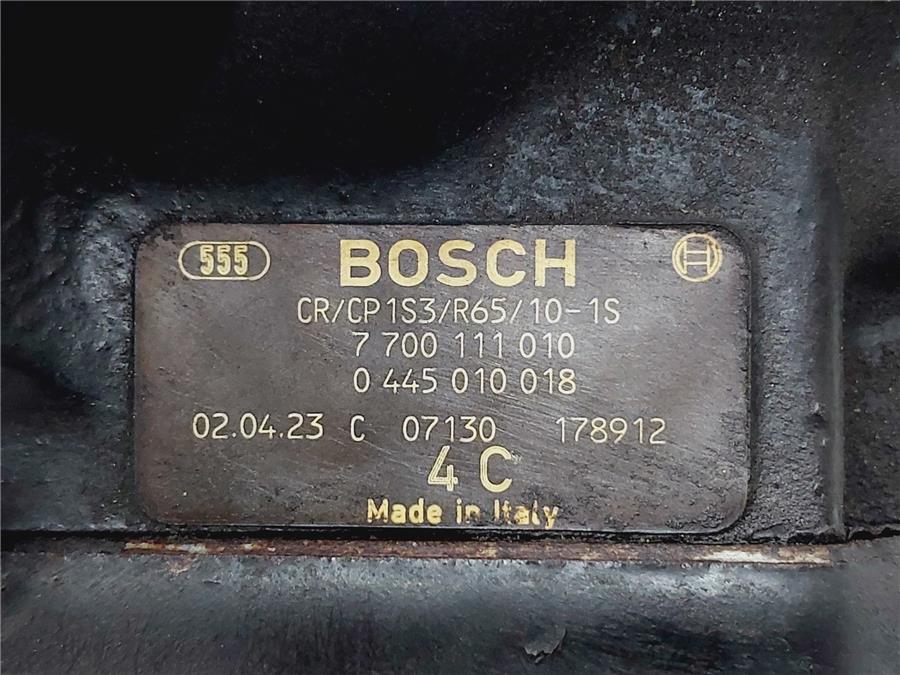 555 BOSCH
CR/CP1S3/R65/10-1S
7 700 111 010
0 445 010 018
02.04.23 C 07130 178912
4 C
Made in Italy